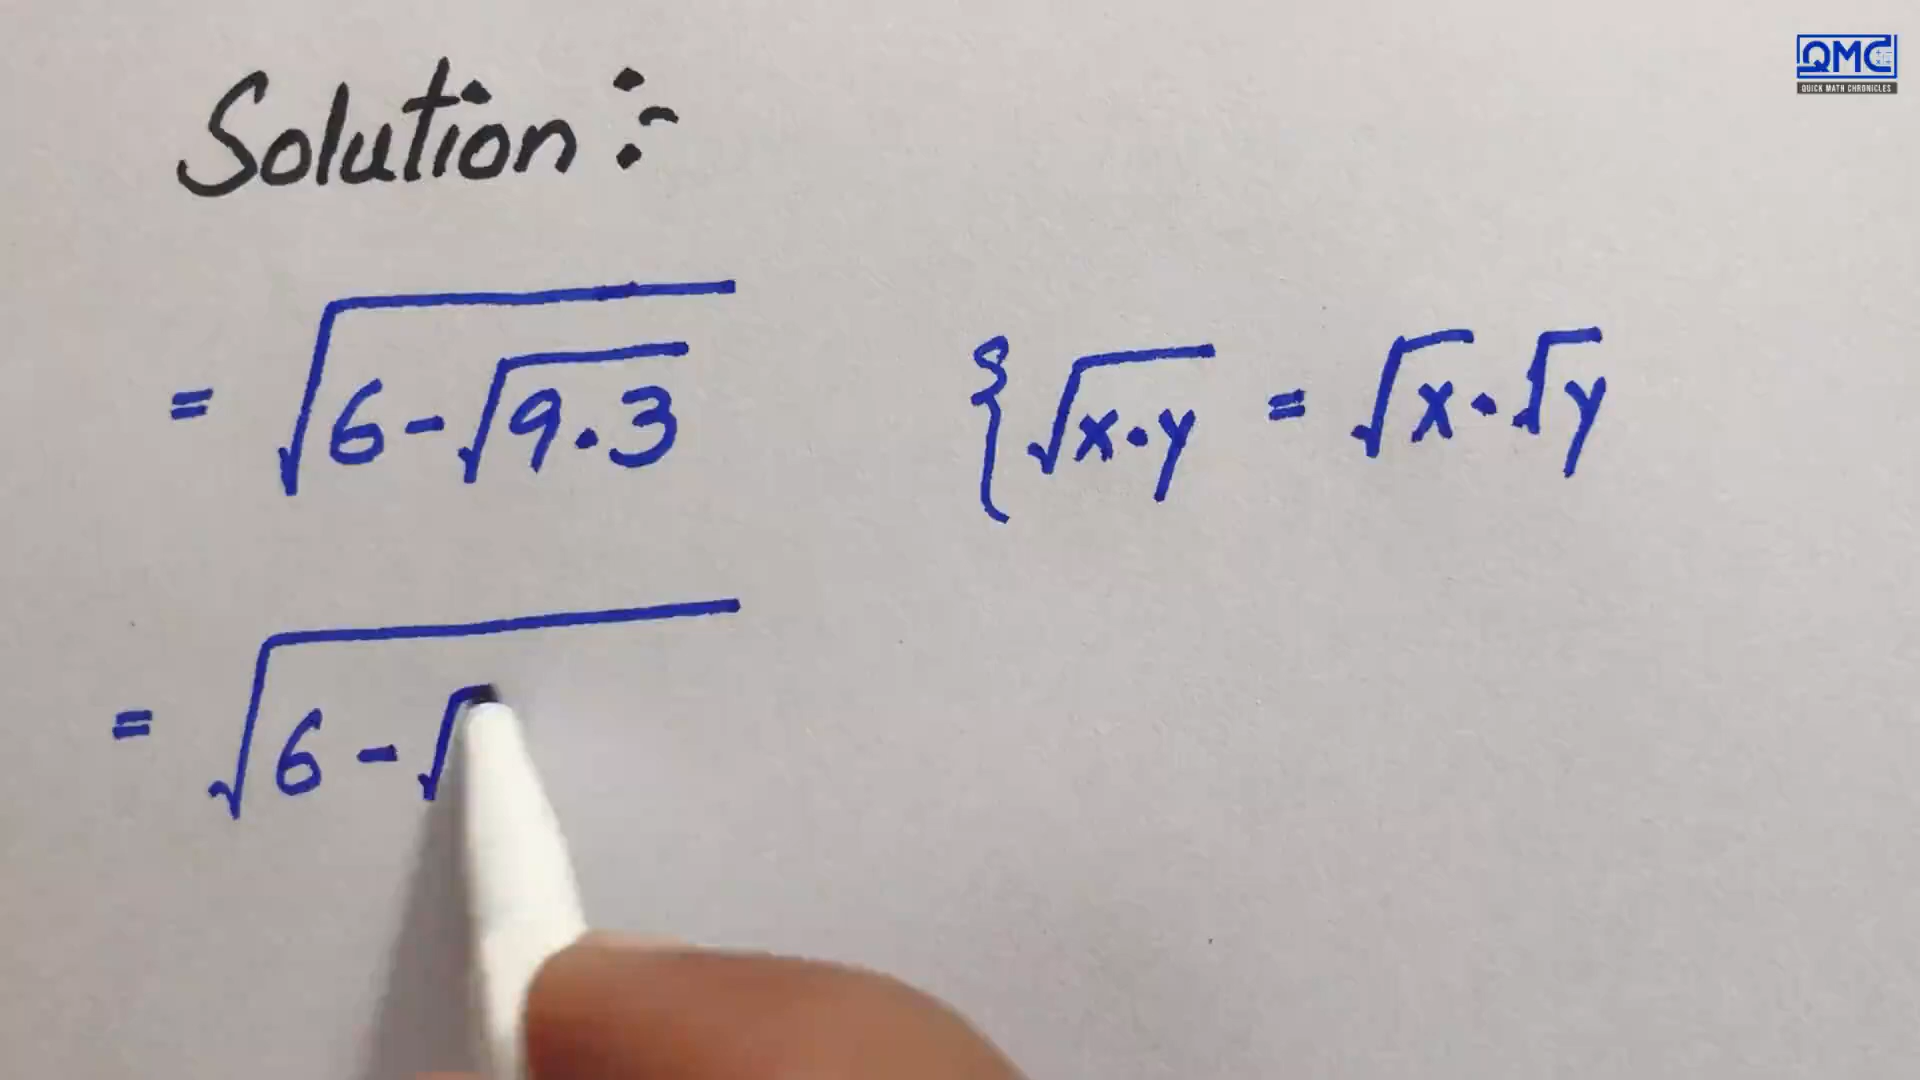 QMC
QUICK MATH CHRONICLES
Solution :-
= √(6-√(9·3)) { √(x·y) = √x·√y
= √(6-√